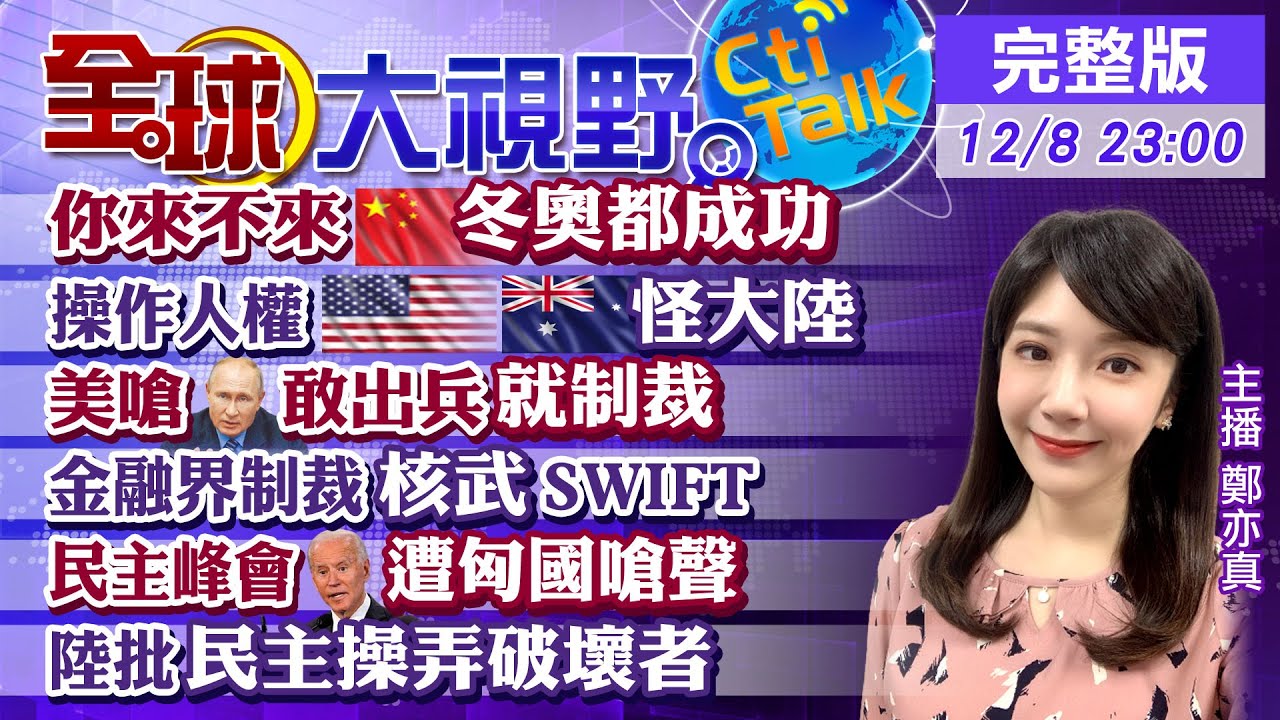 全球大視野
Cti Talk
完整版
12/8 23:00
你來不來 冬奧都成功
操作人權 怪大陸
美嗆 敢出兵 就制裁
金融界制裁 核武 SWIFT
民主峰會 遭匈國嗆聲
陸批 民主操弄破壞者
主播 鄭亦真